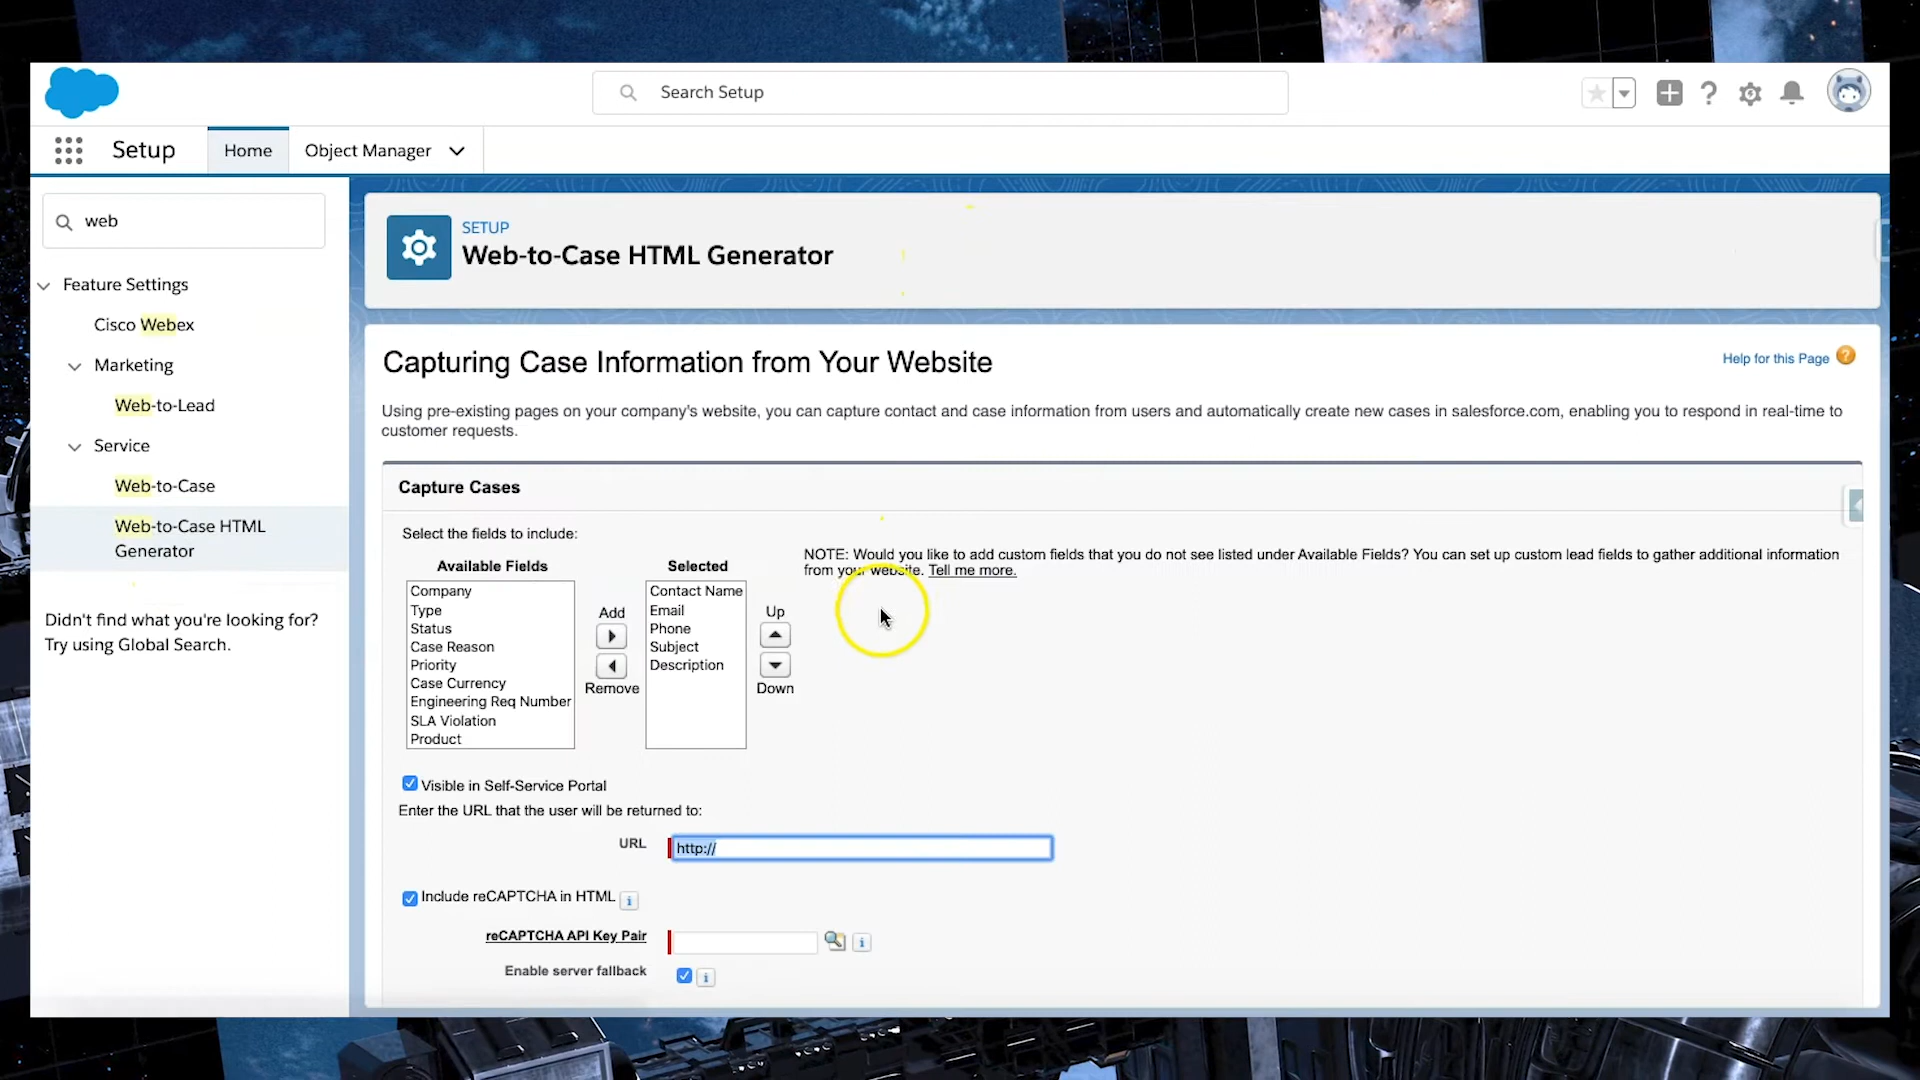 Search Setup
Setup
Home
Object Manager
web
Feature Settings
Cisco Webex
Marketing
Web-to-Lead
Service
Web-to-Case
Web-to-Case HTML
Generator
Didn't find what you're looking for?
Try using Global Search.
SETUP
Web-to-Case HTML Generator
Capturing Case Information from Your Website
Help for this Page
Using pre-existing pages on your company's website, you can capture contact and case information from users and automatically create new cases in salesforce.com, enabling you to respond in real-time to
customer requests.
Capture Cases
Select the fields to include:
Available Fields
Company
Type
Status
Case Reason
Priority
Case Currency
Engineering Req Number
SLA Violation
Product
Add
Remove
Selected
Contact Name
Email
Phone
Subject
Description
Up
Down
NOTE: Would you like to add custom fields that you do not see listed under Available Fields? You can set up custom lead fields to gather additional information
from your website. Tell me more.
Visible in Self-Service Portal
Enter the URL that the user will be returned to:
URL
http://
Include reCAPTCHA in HTML
reCAPTCHA API Key Pair
Enable server fallback